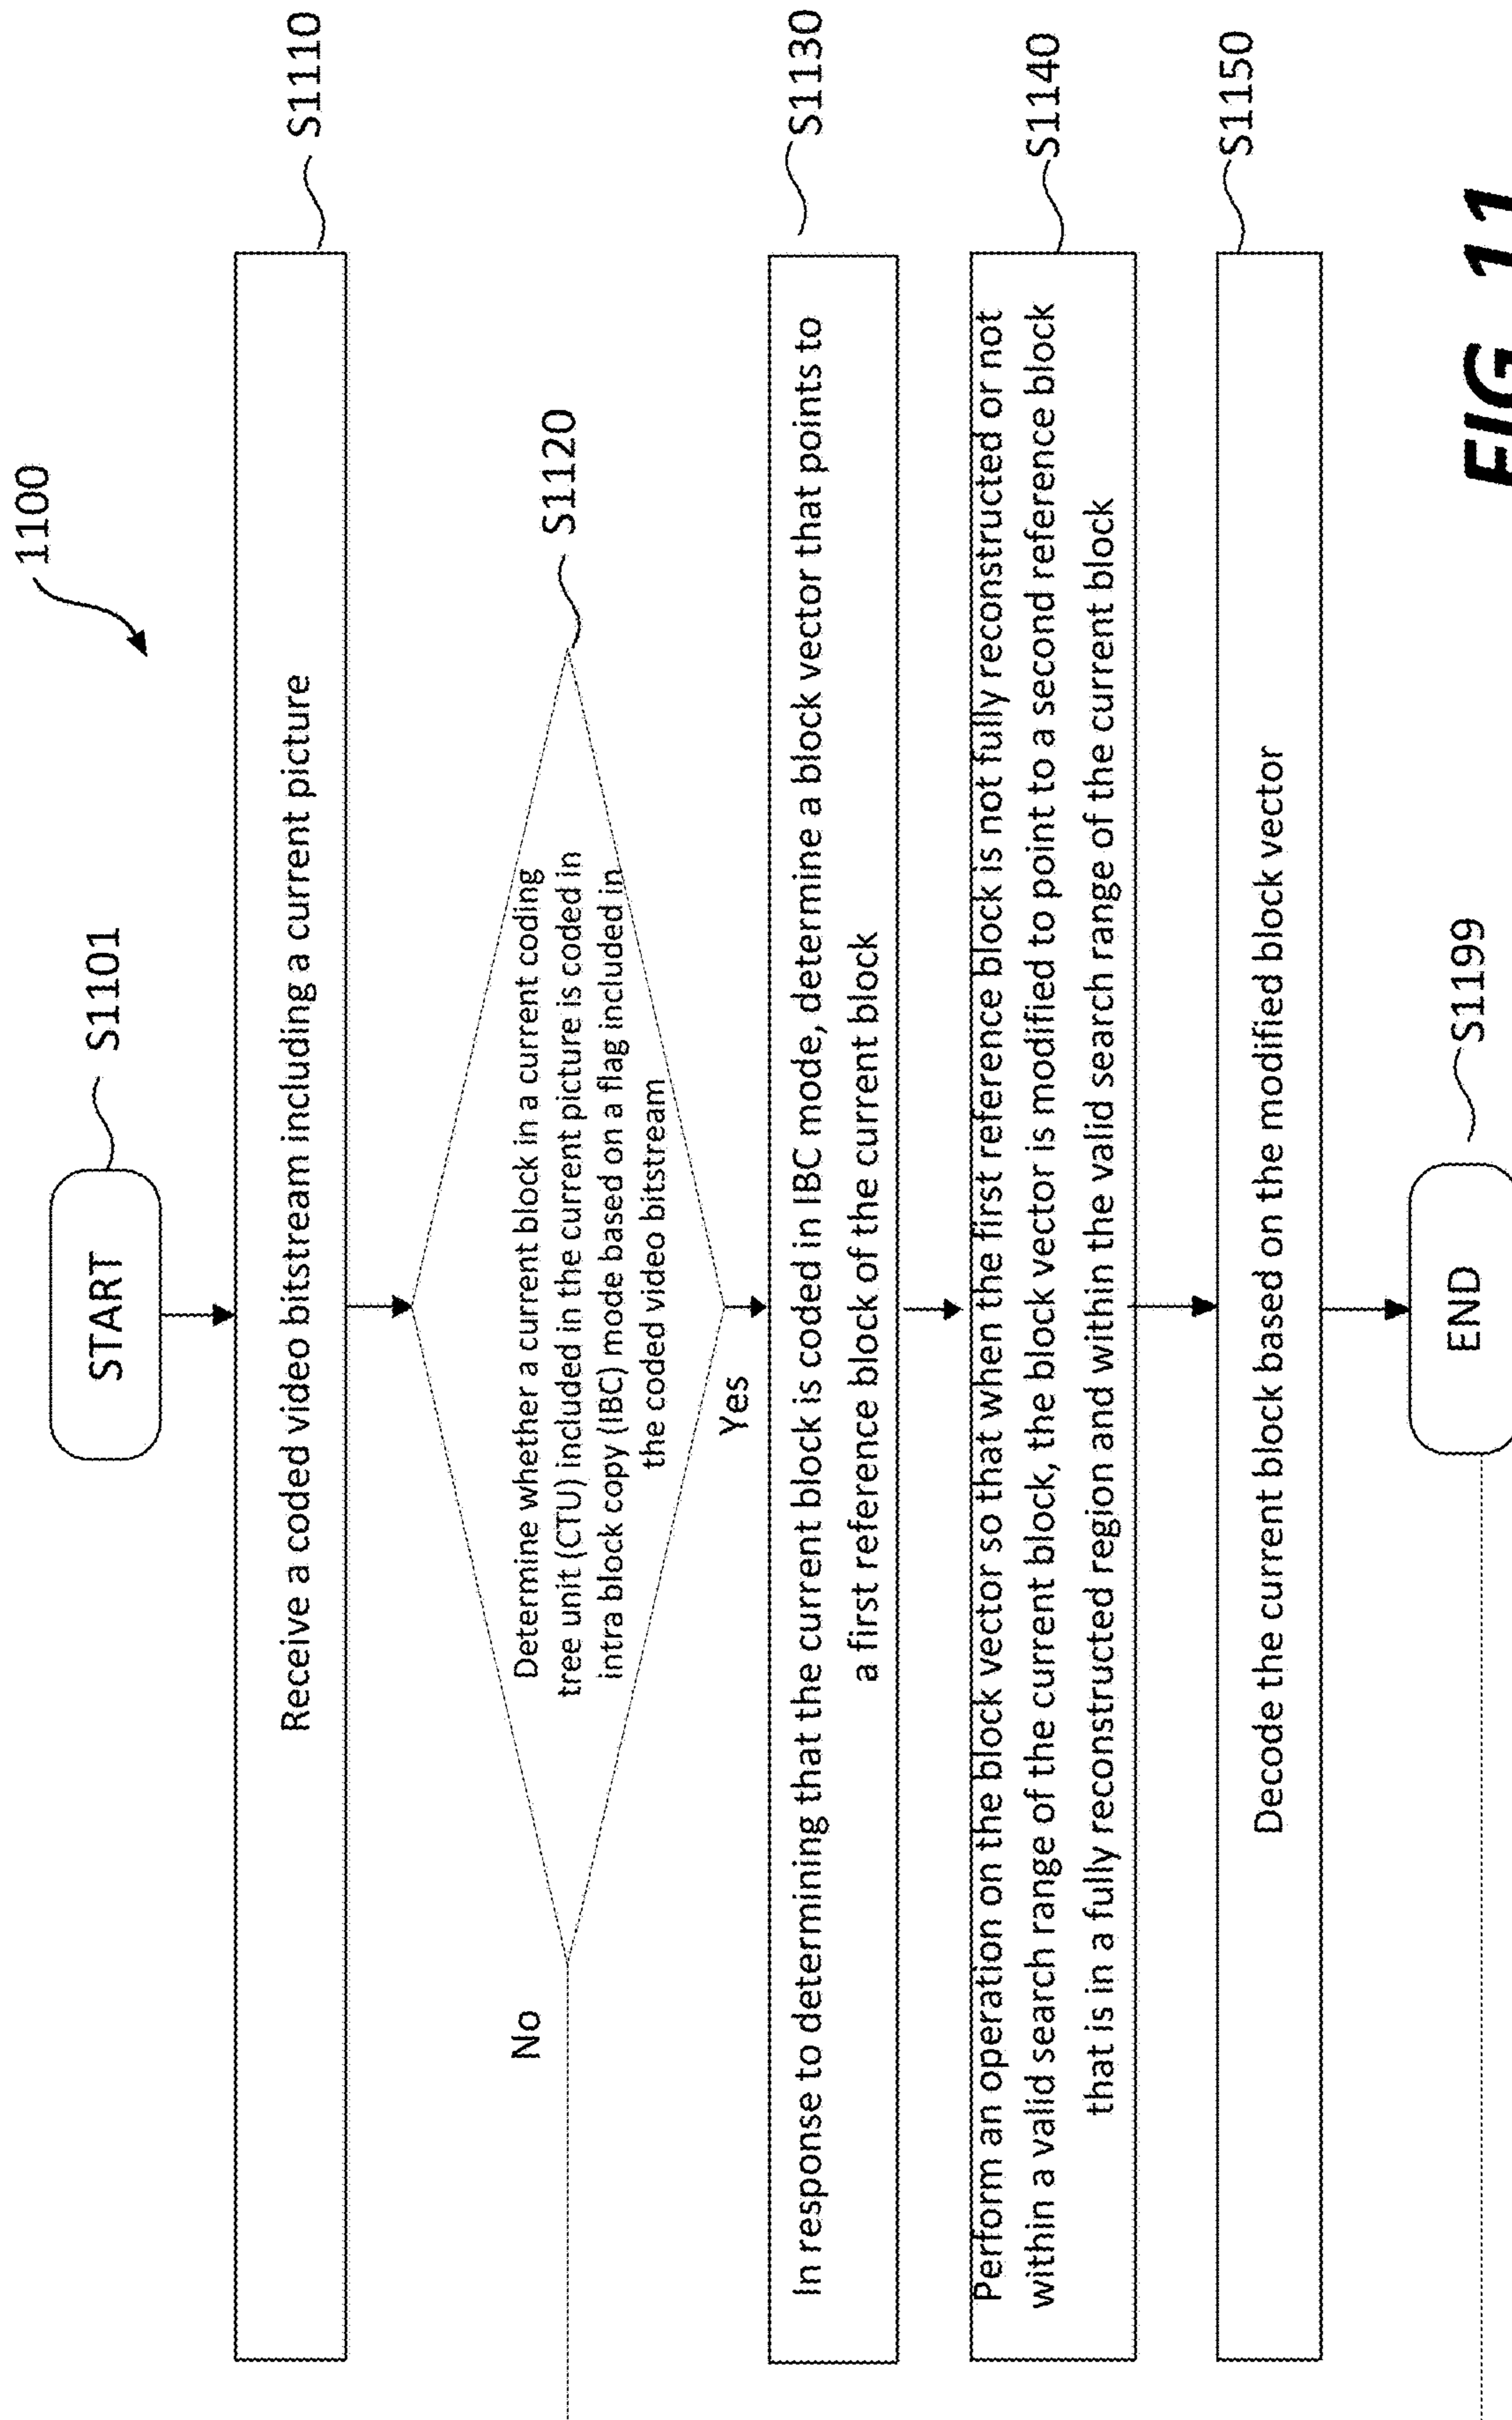 1100
START
S1101
Receive a coded video bitstream including a current picture
S1110
Determine whether a current block in a current coding
tree unit (CTU) included in the current picture is coded in
intra block copy (IBC) mode based on a flag included in
the coded video bitstream
S1120
No
Yes
In response to determining that the current block is coded in IBC mode, determine a block vector that points to
a first reference block of the current block
S1130
Perform an operation on the block vector so that when the first reference block is not fully reconstructed or not
within a valid search range of the current block, the block vector is modified to point to a second reference block
that is in a fully reconstructed region and within the valid search range of the current block
S1140
Decode the current block based on the modified block vector
S1150
END
S1199
FIG. 11